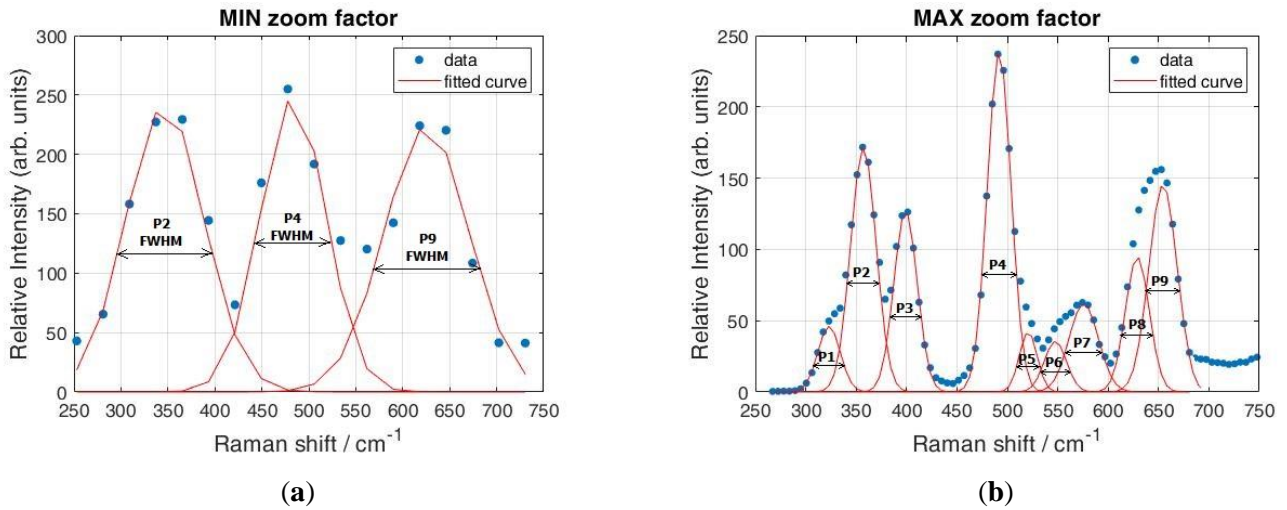 MIN zoom factor
Relative Intensity (arb. units)
300
250
200
150
100
50
0
data
fitted curve
P2
FWHM
P4
FWHM
P9
FWHM
250 300 350 400 450 500 550 600 650 700 750
Raman shift / cm-1
(a)
MAX zoom factor
Relative Intensity (arb. units)
250
200
150
100
50
0
data
fitted curve
P1
P2
P3
P4
P5
P6
P7
P8
P9
250 300 350 400 450 500 550 600 650 700 750
Raman shift / cm-1
(b)